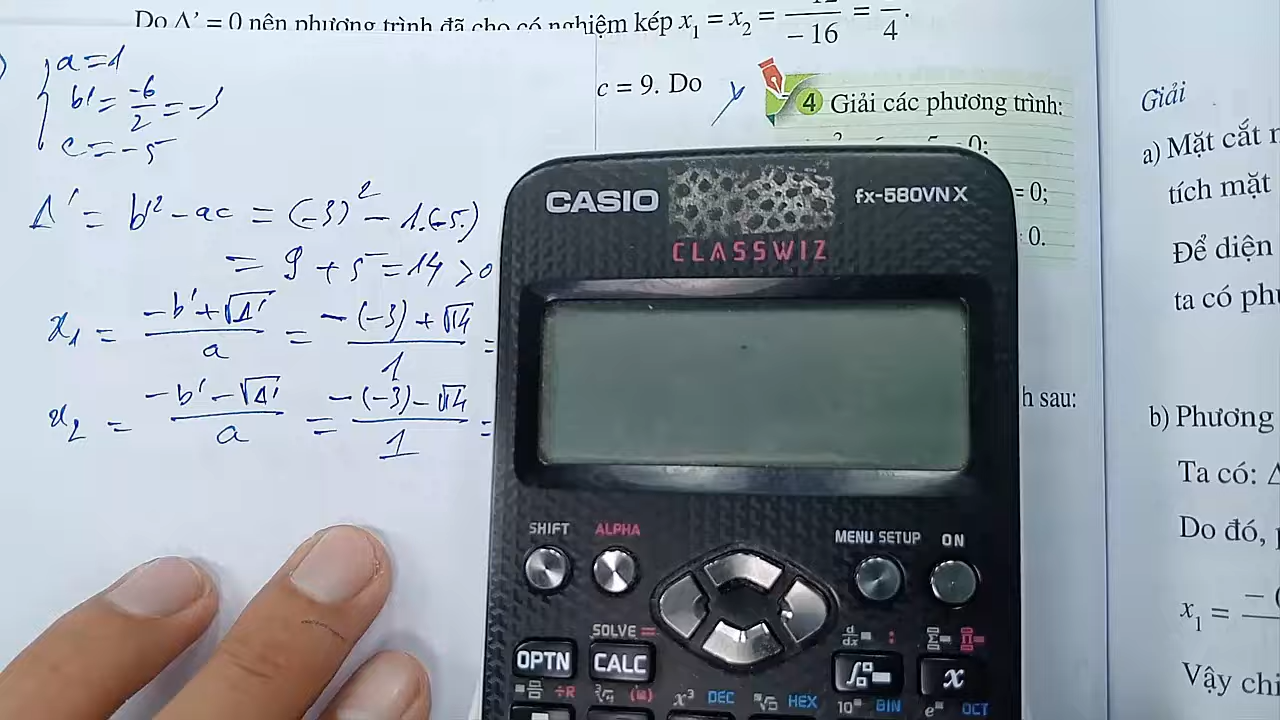 Do Δ' = 0 nên phương trình đã cho có nghiệm kép x₁ = x₂ = /-16 = /4.
a = 1
b' = -6/2 = -3
c = -5
Δ' = b'² - ac = (-3)² - 1.(-5)
= 9 + 5 = 14 > 0
x₁ = -b' + √Δ'/a = -(-3) + √14/1 =
x₂ = -b' - √Δ'/a = -(-3) - √14/1 =
c = 9. Do
4 Giải các phương trình:
= 0;
= 0;
0.
h sau:
CASIO fx-580VN X
CLASSWIZ
SHIFT ALPHA MENU SETUP ON
SOLVE = d/dx= : Σ= Π=
OPTN CALC ∫ x
÷R x³ DEC HEX 10 BIN e OCT
Giải
a) Mặt cắt
tích mặt
Để diện
ta có
b) Phương
Ta có:
Do đó,
x₁ =
Vậy